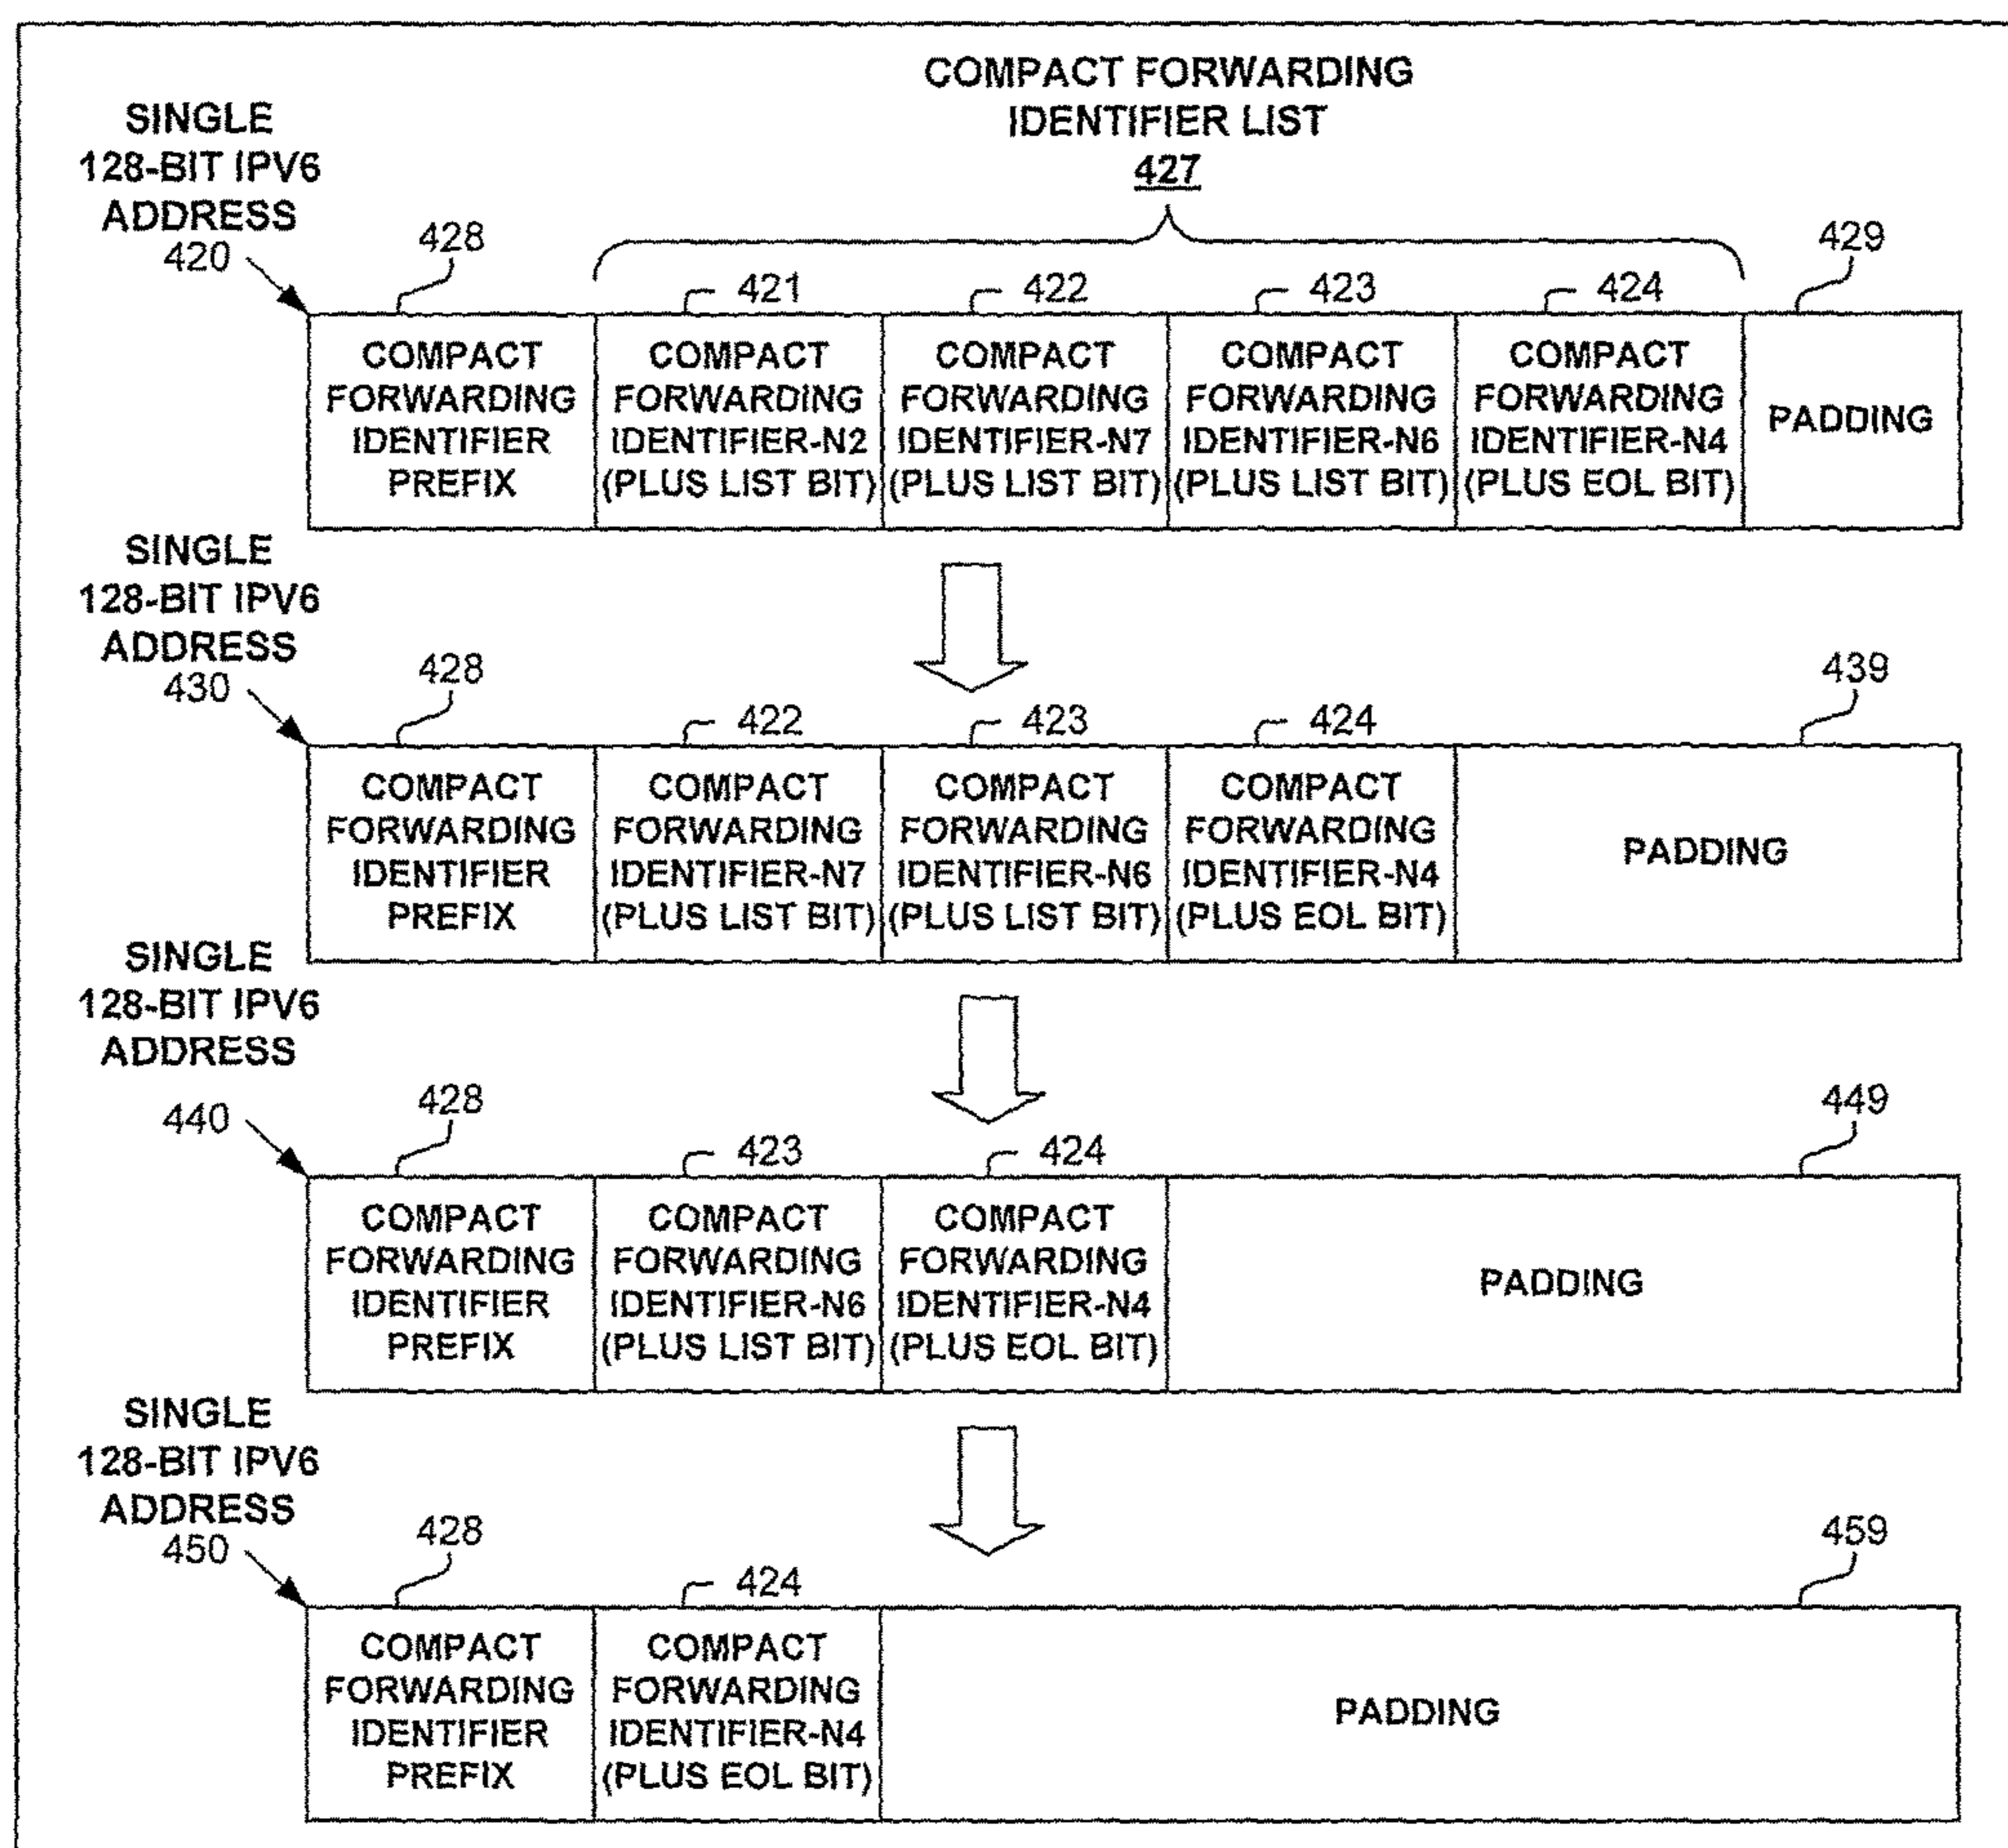 COMPACT FORWARDING
IDENTIFIER LIST
427
SINGLE
128-BIT IPV6
ADDRESS
420
428
421
422
423
424
429
COMPACT
FORWARDING
IDENTIFIER
PREFIX
COMPACT
FORWARDING
IDENTIFIER-N2
(PLUS LIST BIT)
COMPACT
FORWARDING
IDENTIFIER-N7
(PLUS LIST BIT)
COMPACT
FORWARDING
IDENTIFIER-N6
(PLUS LIST BIT)
COMPACT
FORWARDING
IDENTIFIER-N4
(PLUS EOL BIT)
PADDING
SINGLE
128-BIT IPV6
ADDRESS
430
428
422
423
424
439
COMPACT
FORWARDING
IDENTIFIER
PREFIX
COMPACT
FORWARDING
IDENTIFIER-N7
(PLUS LIST BIT)
COMPACT
FORWARDING
IDENTIFIER-N6
(PLUS LIST BIT)
COMPACT
FORWARDING
IDENTIFIER-N4
(PLUS EOL BIT)
PADDING
SINGLE
128-BIT IPV6
ADDRESS
440
428
423
424
449
COMPACT
FORWARDING
IDENTIFIER
PREFIX
COMPACT
FORWARDING
IDENTIFIER-N6
(PLUS LIST BIT)
COMPACT
FORWARDING
IDENTIFIER-N4
(PLUS EOL BIT)
PADDING
SINGLE
128-BIT IPV6
ADDRESS
450
428
424
459
COMPACT
FORWARDING
IDENTIFIER
PREFIX
COMPACT
FORWARDING
IDENTIFIER-N4
(PLUS EOL BIT)
PADDING